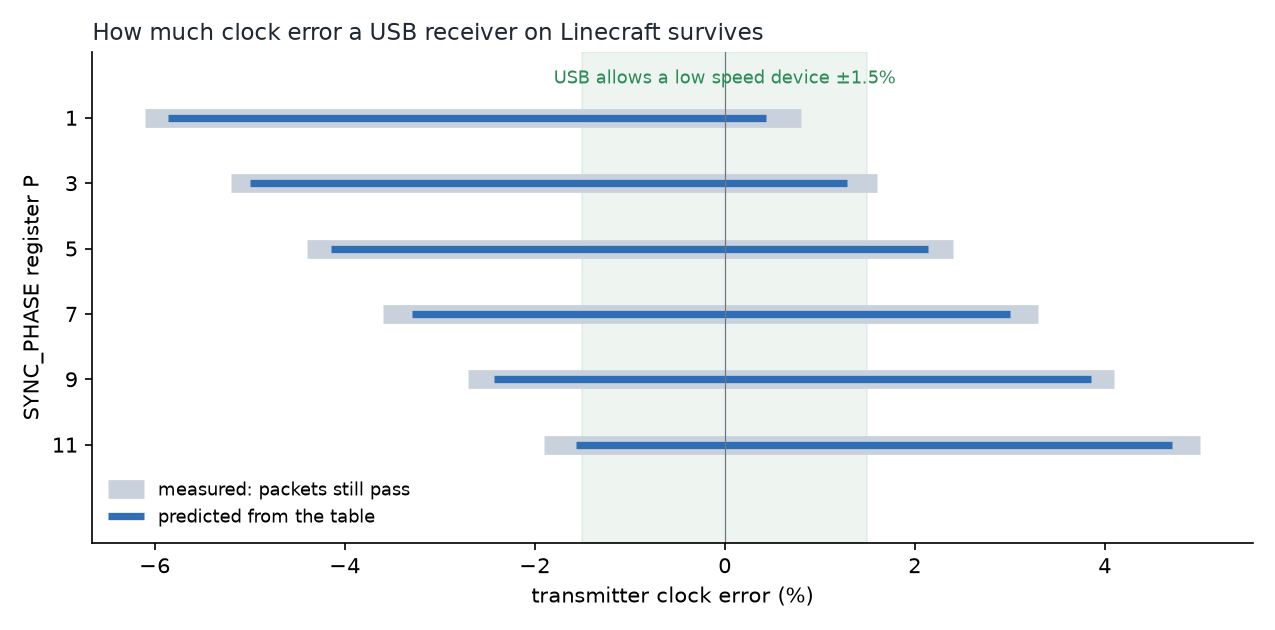 How much clock error a USB receiver on Linecraft survives
USB allows a low speed device ±1.5%
SYNC_PHASE register P
1
3
5
7
9
11
measured: packets still pass
predicted from the table
−6 −4 −2 0 2 4
transmitter clock error (%)